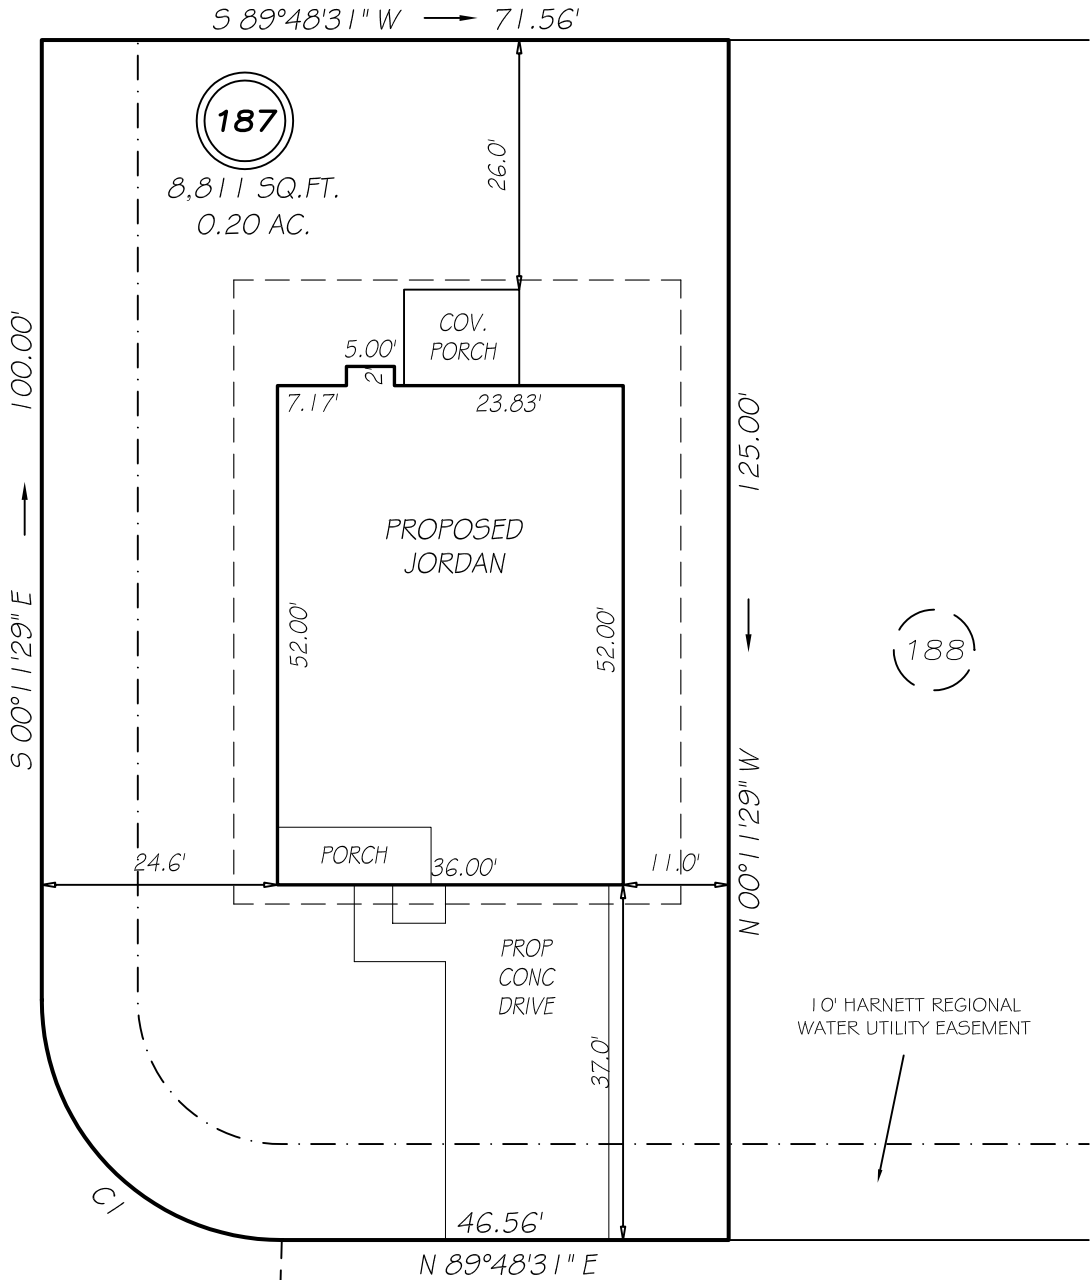 S 89°48'31" W 71.56'
187
8,811 SQ.FT.
0.20 AC.
26.0'
COV.
PORCH
5.00'
2'
7.17'
23.83'
100.00'
S 00°11'29" E
125.00'
N 00°11'29" W
PROPOSED
JORDAN
52.00'
52.00'
188
PORCH
36.00'
24.6'
11.0'
PROP
CONC
DRIVE
37.0'
10' HARNETT REGIONAL
WATER UTILITY EASEMENT
C1
46.56'
N 89°48'31" E